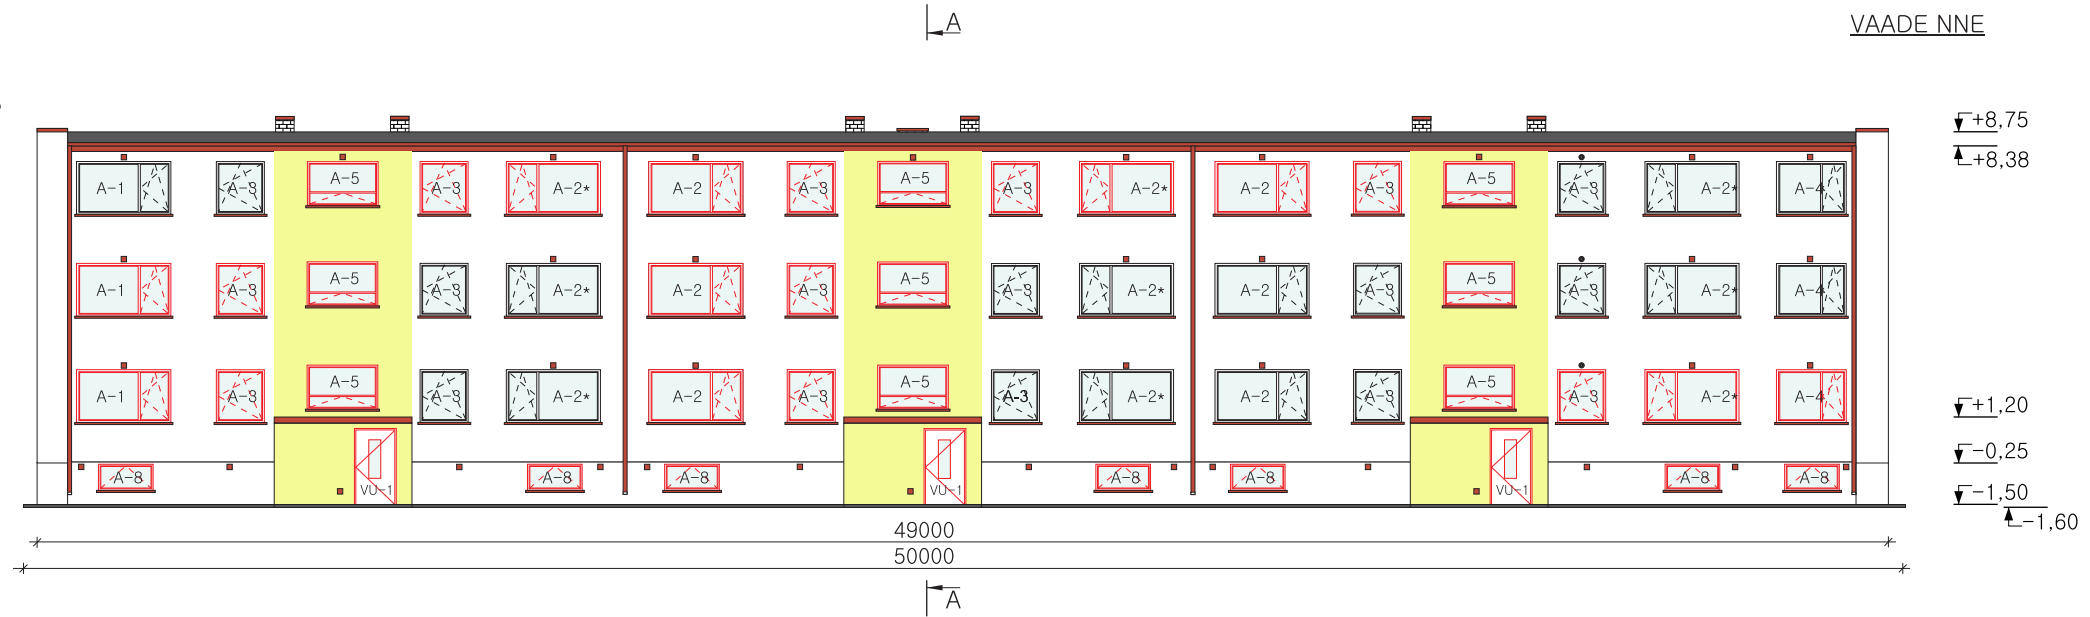 A
VAADE NNE
+8,75
+8,38
A-1 A-3 A-5 A-3 A-2* A-2 A-3 A-5 A-3 A-2* A-2 A-3 A-5 A-3 A-2* A-4
A-1 A-3 A-5 A-3 A-2* A-2 A-3 A-5 A-3 A-2* A-2 A-3 A-5 A-3 A-2* A-4
A-1 A-3 A-5 A-3 A-2* A-2 A-3 A-5 A-3 A-2* A-2 A-3 A-5 A-3 A-2* A-4
+1,20
-0,25
A-8 A-8 A-8 A-8 A-8 A-8 A-8
VU-1 VU-1 VU-1
-1,50
-1,60
49000
50000
A